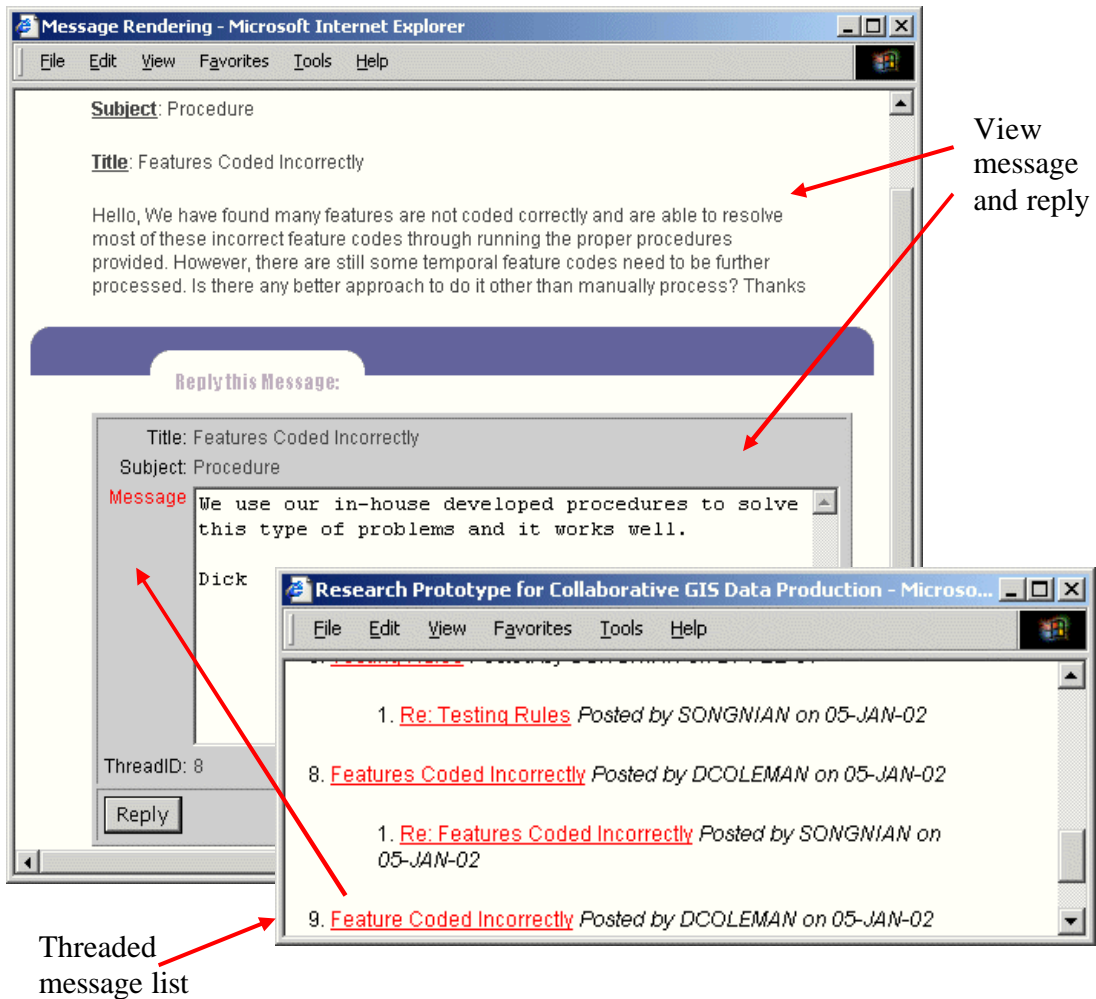 Message Rendering - Microsoft Internet Explorer
File Edit View Favorites Tools Help
Subject: Procedure
Title: Features Coded Incorrectly
Hello, We have found many features are not coded correctly and are able to resolve
most of these incorrect feature codes through running the proper procedures
provided. However, there are still some temporal feature codes need to be further
processed. Is there any better approach to do it other than manually process? Thanks
Reply this Message:
Title: Features Coded Incorrectly
Subject: Procedure
Message
We use our in-house developed procedures to solve
this type of problems and it works well.
Dick
ThreadID: 8
Reply
View
message
and reply
Research Prototype for Collaborative GIS Data Production - Microso...
File Edit View Favorites Tools Help
1. Re: Testing Rules Posted by SONGNIAN on 05-JAN-02
8. Features Coded Incorrectly Posted by DCOLEMAN on 05-JAN-02
1. Re: Features Coded Incorrectly Posted by SONGNIAN on
05-JAN-02
9. Feature Coded Incorrectly Posted by DCOLEMAN on 05-JAN-02
Threaded
message list